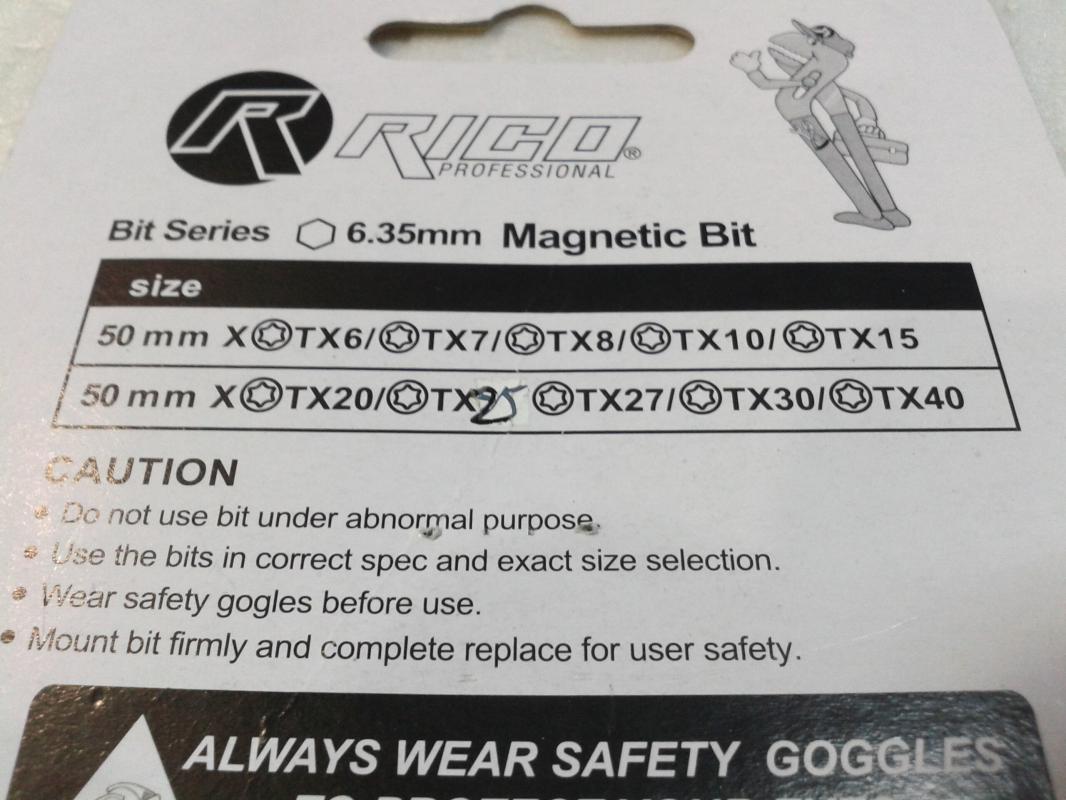 R RICO®
PROFESSIONAL
Bit Series 6.35mm Magnetic Bit
size
50 mm X TX6/ TX7/ TX8/ TX10/ TX15
50 mm X TX20/ TX25 TX27/ TX30/ TX40
CAUTION
• Do not use bit under abnormal purpose.
• Use the bits in correct spec and exact size selection.
• Wear safety gogles before use.
• Mount bit firmly and complete replace for user safety.
ALWAYS WEAR SAFETY GOGGLES